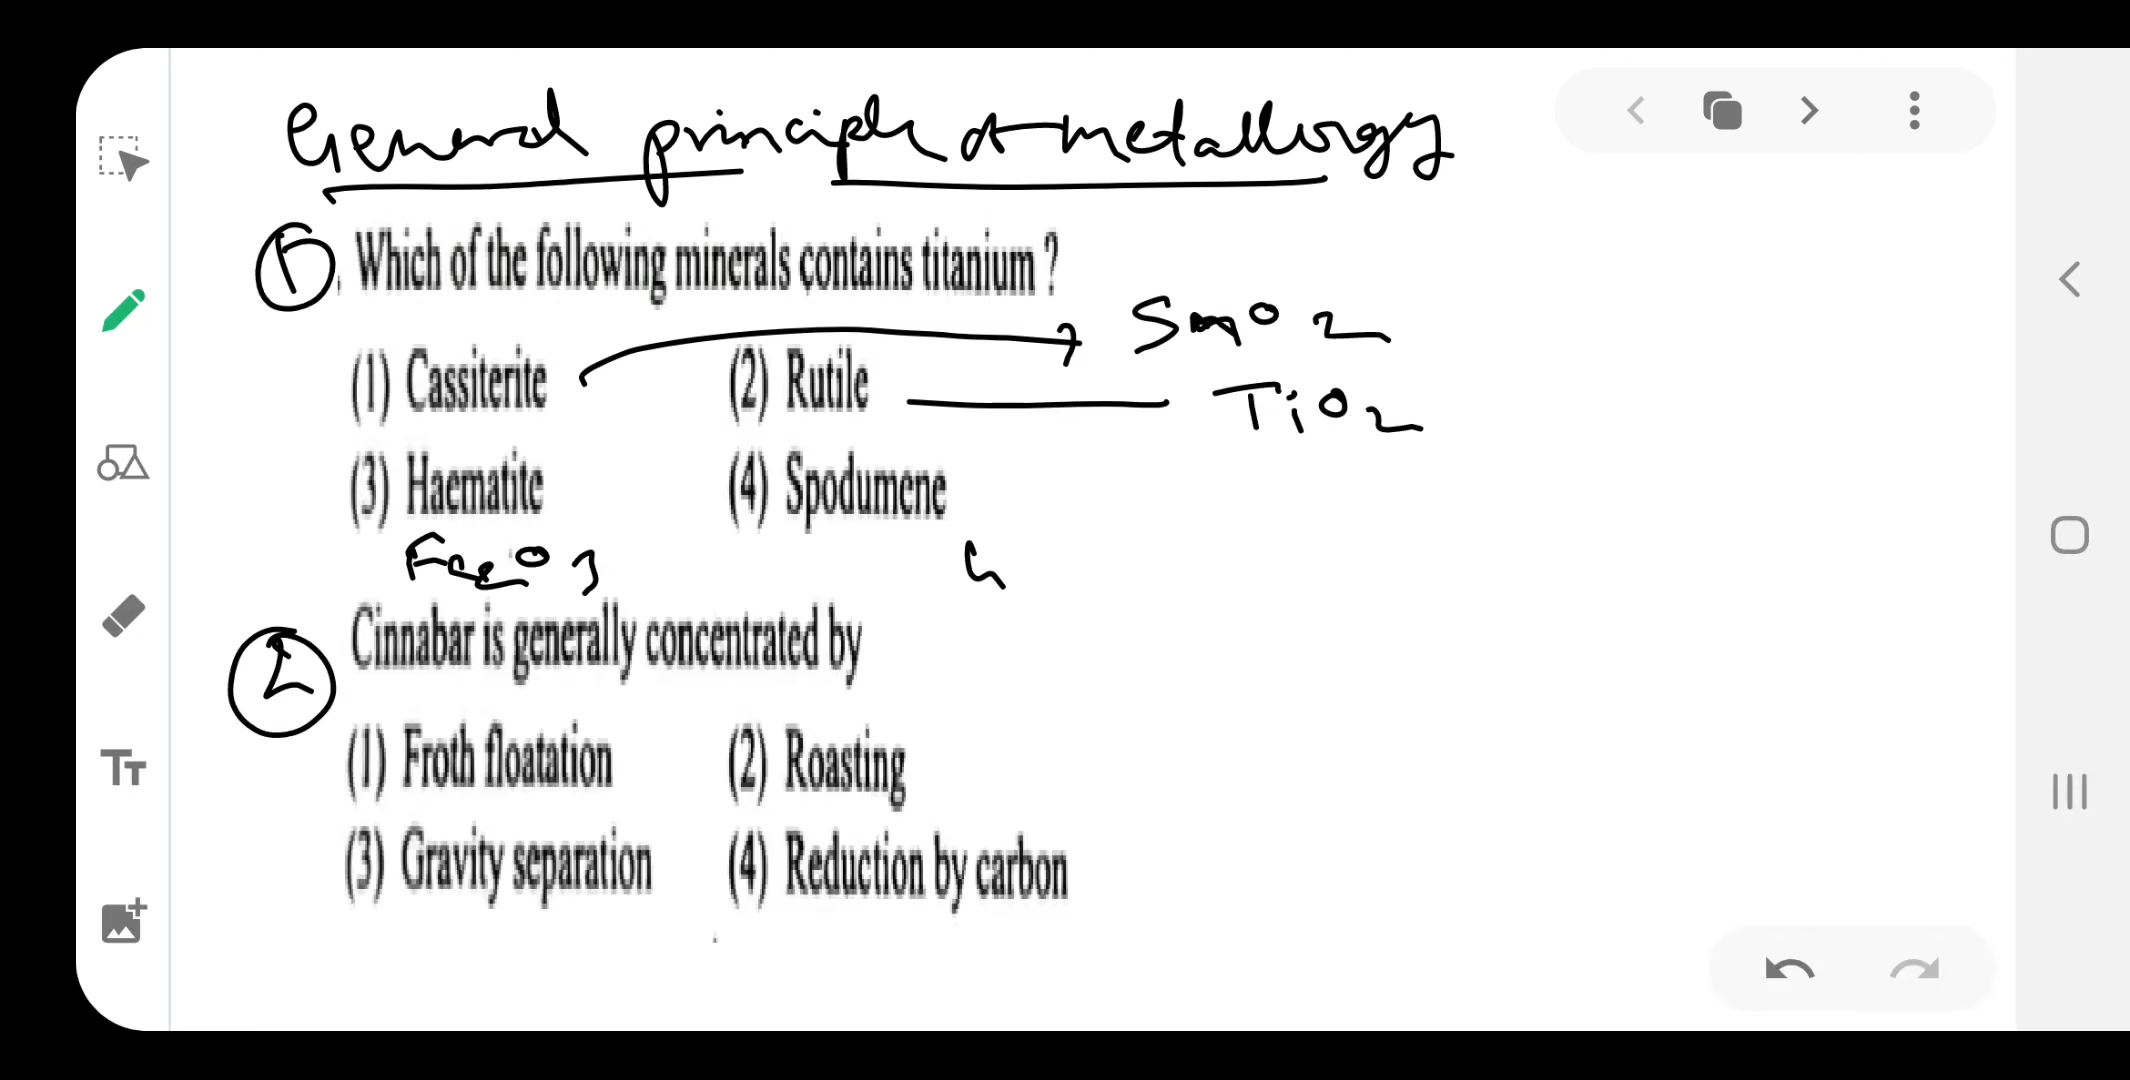 General principle of metallurgy
1. Which of the following minerals contains titanium ?
SnO2
(1) Cassiterite (2) Rutile
TiO2
(3) Haematite (4) Spodumene
Fe2O3
2 Cinnabar is generally concentrated by
(1) Froth floatation (2) Roasting
(3) Gravity separation (4) Reduction by carbon
TT